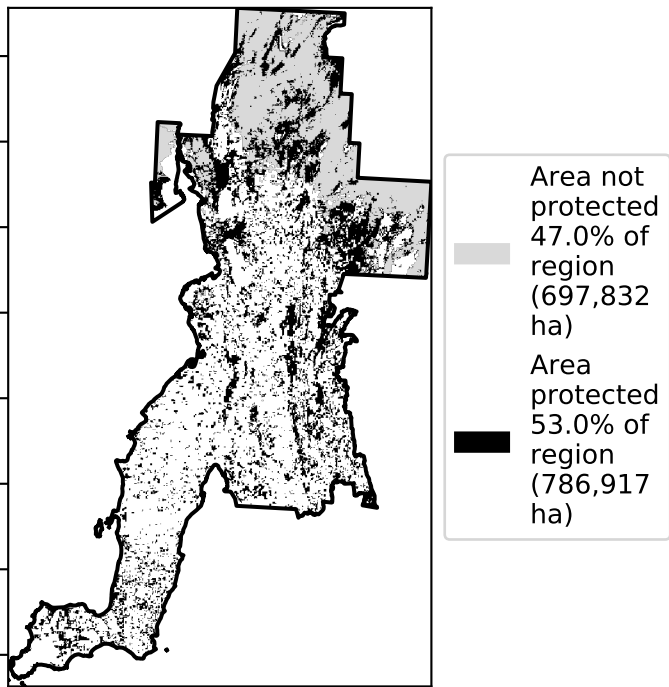 Area not
protected
47.0% of
region
(697,832
ha)
Area
protected
53.0% of
region
(786,917
ha)